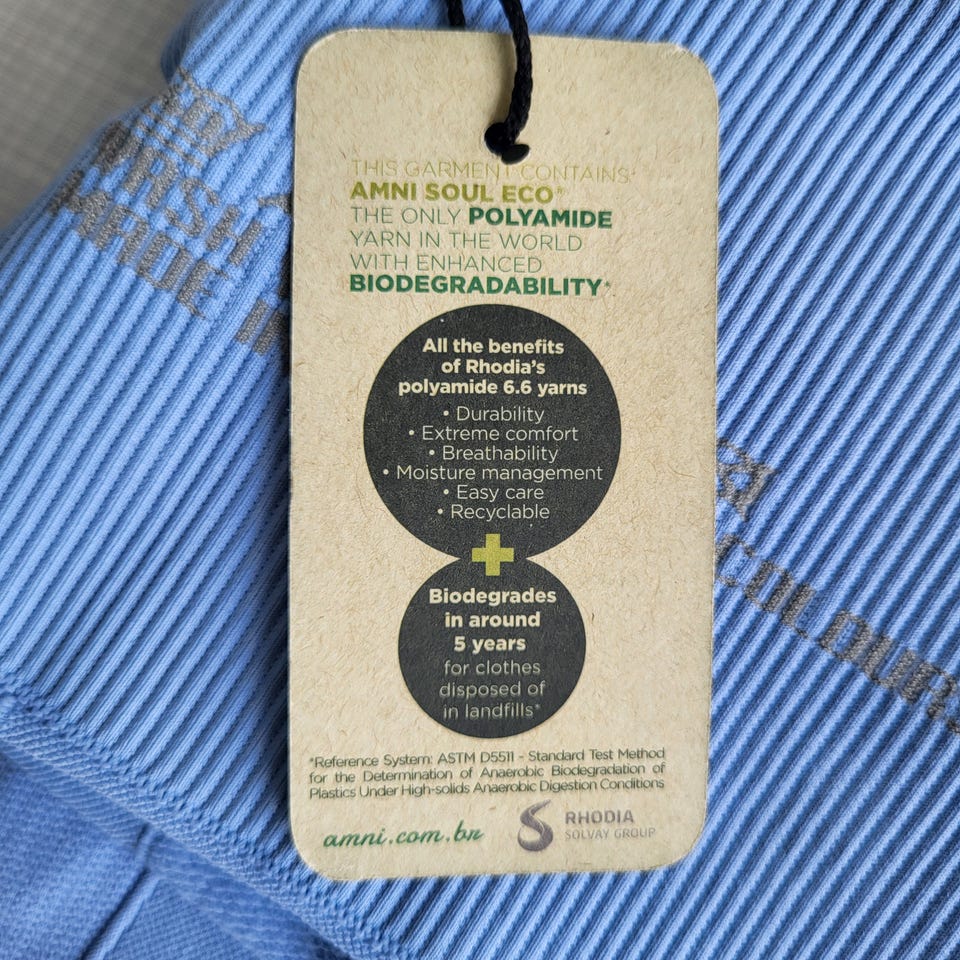 THIS GARMENT CONTAINS:
AMNI SOUL ECO®
THE ONLY POLYAMIDE
YARN IN THE WORLD
WITH ENHANCED
BIODEGRADABILITY*
All the benefits
of Rhodia's
polyamide 6.6 yarns
• Durability
• Extreme comfort
• Breathability
• Moisture management
• Easy care
• Recyclable
+
Biodegrades
in around
5 years
for clothes
disposed of
in landfills*
*Reference System: ASTM D5511 - Standard Test Method
for the Determination of Anaerobic Biodegradation of
Plastics Under High-solids Anaerobic Digestion Conditions
amni.com.br
RHODIA
SOLVAY GROUP
WASH
MADE
COLOURS